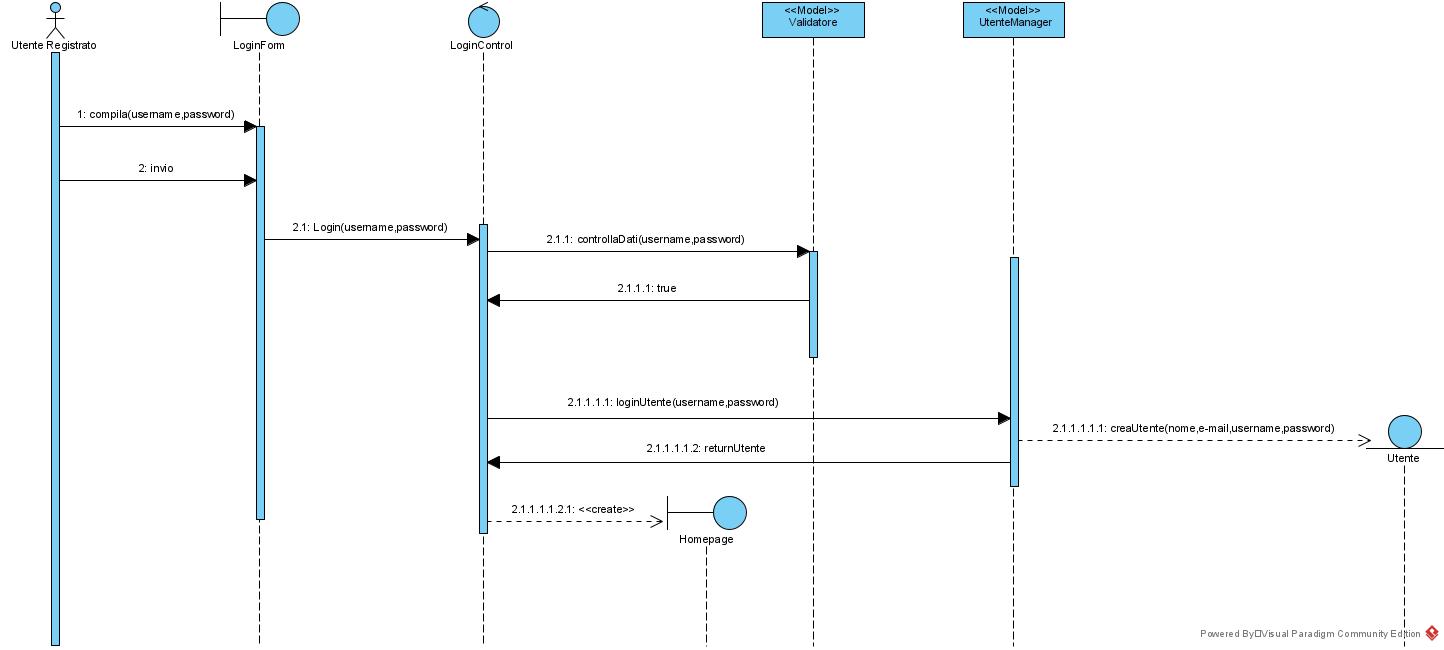 <<Model>>
Validatore
<<Model>>
UtenteManager
Utente Registrato
LoginForm
LoginControl
1: compila(username,password)
2: invio
2.1: Login(username,password)
2.1.1: controllaDati(username,password)
2.1.1.1: true
2.1.1.1.1: loginUtente(username,password)
2.1.1.1.1.1: creaUtente(nome,e-mail,username,password)
2.1.1.1.1.2: returnUtente
Utente
2.1.1.1.1.2.1: <<create>>
Homepage
Powered By□Visual Paradigm Community Edition